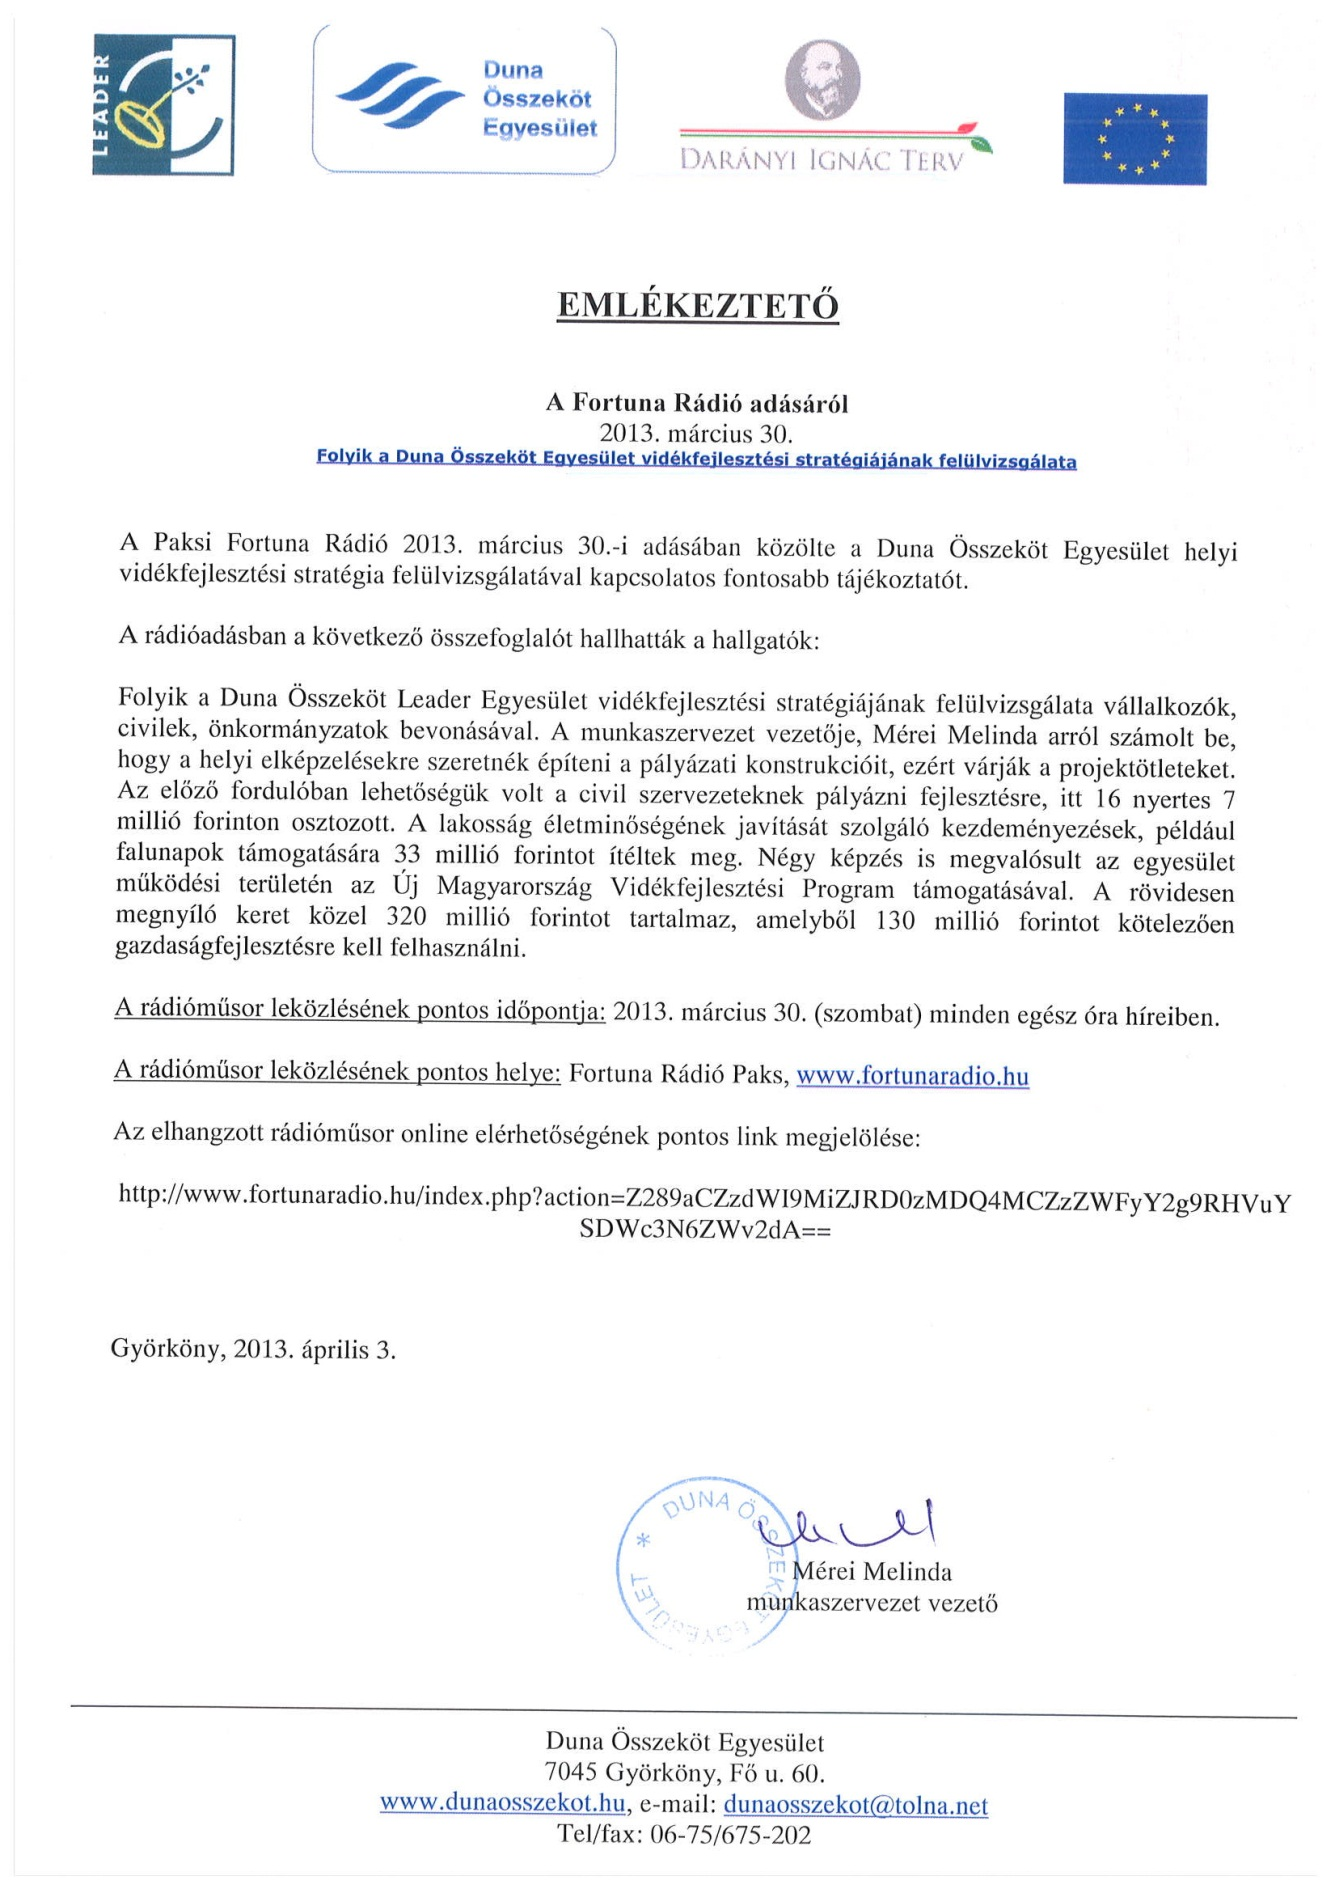 LEADER
Duna
Összeköt
Egyesület
DARÁNYI IGNÁC TERV
EMLÉKEZTETŐ
A Fortuna Rádió adásáról
2013. március 30.
Folyik a Duna Összeköt Egyesület vidékfejlesztési stratégiájának felülvizsgálata
A Paksi Fortuna Rádió 2013. március 30.-i adásában közölte a Duna Összeköt Egyesület helyi
vidékfejlesztési stratégia felülvizsgálatával kapcsolatos fontosabb tájékoztatót.
A rádióadásban a következő összefoglalót hallhatták a hallgatók:
Folyik a Duna Összeköt Leader Egyesület vidékfejlesztési stratégiájának felülvizsgálata vállalkozók,
civilek, önkormányzatok bevonásával. A munkaszervezet vezetője, Mérei Melinda arról számolt be,
hogy a helyi elképzelésekre szeretnék építeni a pályázati konstrukcióit, ezért várják a projektötleteket.
Az előző fordulóban lehetőségük volt a civil szervezeteknek pályázni fejlesztésre, itt 16 nyertes 7
millió forinton osztozott. A lakosság életminőségének javítását szolgáló kezdeményezések, például
falunapok támogatására 33 millió forintot ítéltek meg. Négy képzés is megvalósult az egyesület
működési területén az Új Magyarország Vidékfejlesztési Program támogatásával. A rövidesen
megnyíló keret közel 320 millió forintot tartalmaz, amelyből 130 millió forintot kötelezően
gazdaságfejlesztésre kell felhasználni.
A rádióműsor leközlésének pontos időpontja: 2013. március 30. (szombat) minden egész óra híreiben.
A rádióműsor leközlésének pontos helye: Fortuna Rádió Paks, www.fortunaradio.hu
Az elhangzott rádióműsor online elérhetőségének pontos link megjelölése:
http://www.fortunaradio.hu/index.php?action=Z289aCZzdWI9MiZJRD0zMDQ4MCZzZWFyY2g9RHVuY
SDWc3N6ZWv2dA==
Györköny, 2013. április 3.
DUNA ÖSSZEKÖT EGYESÜLET *
Mérei Melinda
munkaszervezet vezető
Duna Összeköt Egyesület
7045 Györköny, Fő u. 60.
www.dunaosszekot.hu, e-mail: dunaosszekot@tolna.net
Tel/fax: 06-75/675-202